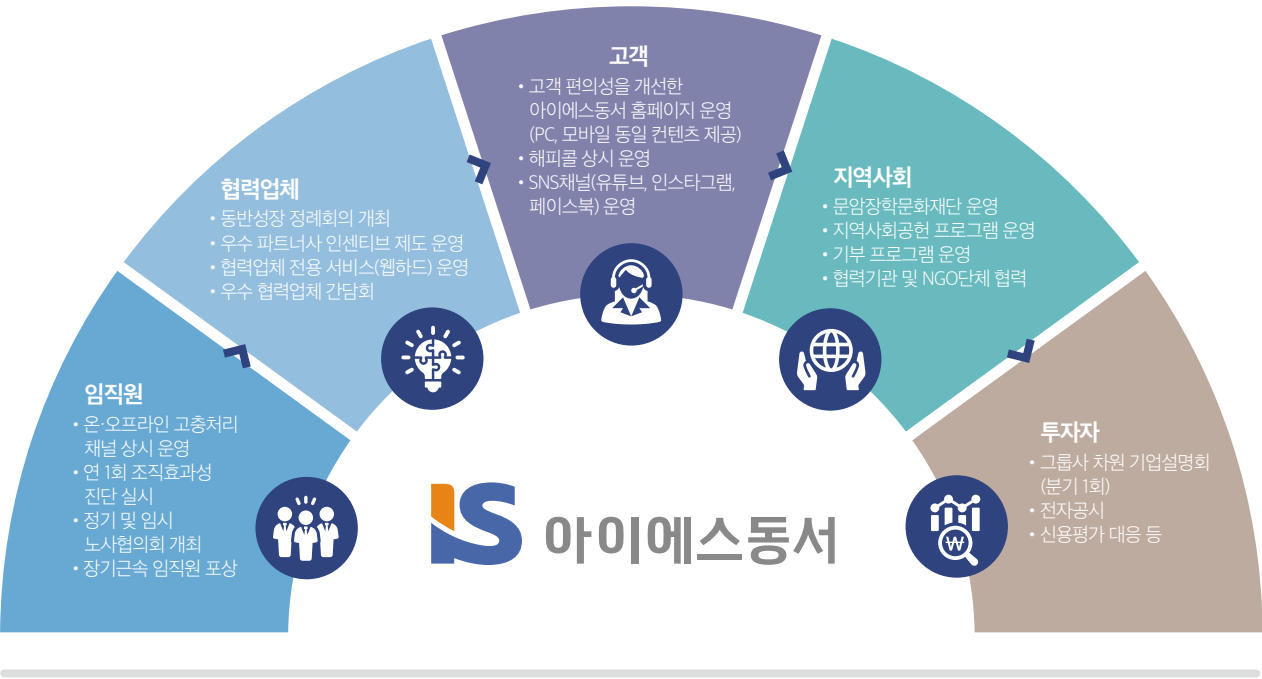 고객
• 고객 편의성을 개선한
아이에스동서 홈페이지 운영
(PC, 모바일 동일 컨텐츠 제공)
• 해피콜 상시 운영
• SNS채널(유튜브, 인스타그램,
페이스북) 운영
협력업체
• 동반성장 정례회의 개최
• 우수 파트너사 인센티브 제도 운영
• 협력업체 전용 서비스(웹하드) 운영
• 우수 협력업체 간담회
지역사회
• 문암장학문화재단 운영
• 지역사회공헌 프로그램 운영
• 기부 프로그램 운영
• 협력기관 및 NGO단체 협력
임직원
• 온·오프라인 고충처리
채널 상시 운영
• 연 1회 조직효과성
진단 실시
• 정기 및 임시
노사협의회 개최
• 장기근속 임직원 포상
투자자
• 그룹사 차원 기업설명회
(분기 1회)
• 전자공시
• 신용평가 대응 등
₩
IS 아이에스동서